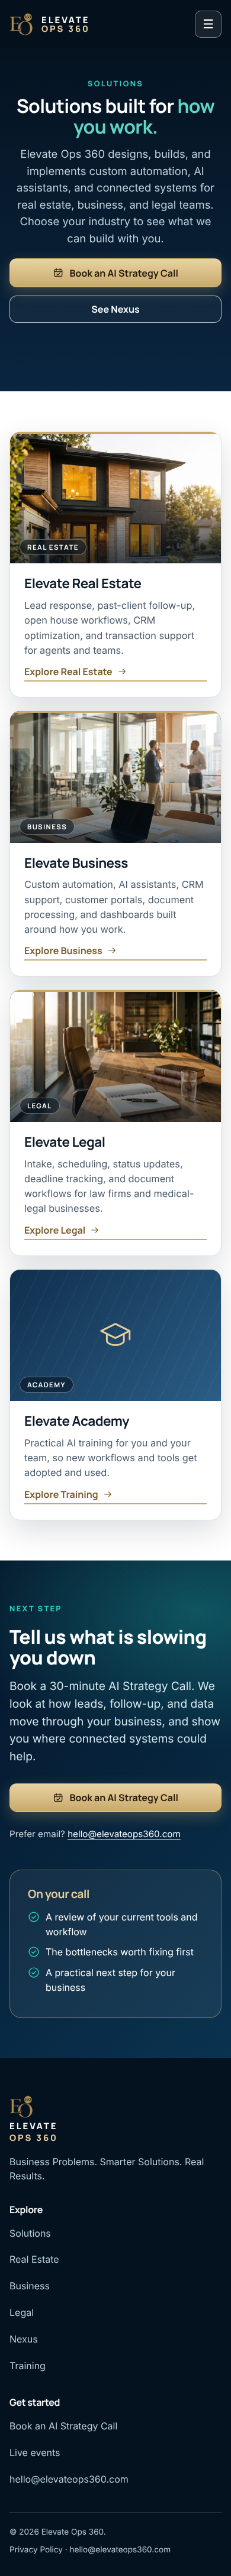 ELEVATE
OPS 360
SOLUTIONS
Solutions built for how
you work.
Elevate Ops 360 designs, builds, and
implements custom automation, AI
assistants, and connected systems for
real estate, business, and legal teams.
Choose your industry to see what we
can build with you.
Book an AI Strategy Call
See Nexus
REAL ESTATE
Elevate Real Estate
Lead response, past-client follow-up,
open house workflows, CRM
optimization, and transaction support
for agents and teams.
Explore Real Estate →
BUSINESS
Elevate Business
Custom automation, AI assistants, CRM
support, customer portals, document
processing, and dashboards built
around how you work.
Explore Business →
LEGAL
Elevate Legal
Intake, scheduling, status updates,
deadline tracking, and document
workflows for law firms and medical-
legal businesses.
Explore Legal →
ACADEMY
Elevate Academy
Practical AI training for you and your
team, so new workflows and tools get
adopted and used.
Explore Training →
NEXT STEP
Tell us what is slowing
you down
Book a 30-minute AI Strategy Call. We
look at how leads, follow-up, and data
move through your business, and show
you where connected systems could
help.
Book an AI Strategy Call
Prefer email? hello@elevateops360.com
On your call
A review of your current tools and
workflow
The bottlenecks worth fixing first
A practical next step for your
business
ELEVATE
OPS 360
Business Problems. Smarter Solutions. Real
Results.
Explore
Solutions
Real Estate
Business
Legal
Nexus
Training
Get started
Book an AI Strategy Call
Live events
hello@elevateops360.com
© 2026 Elevate Ops 360.
Privacy Policy · hello@elevateops360.com